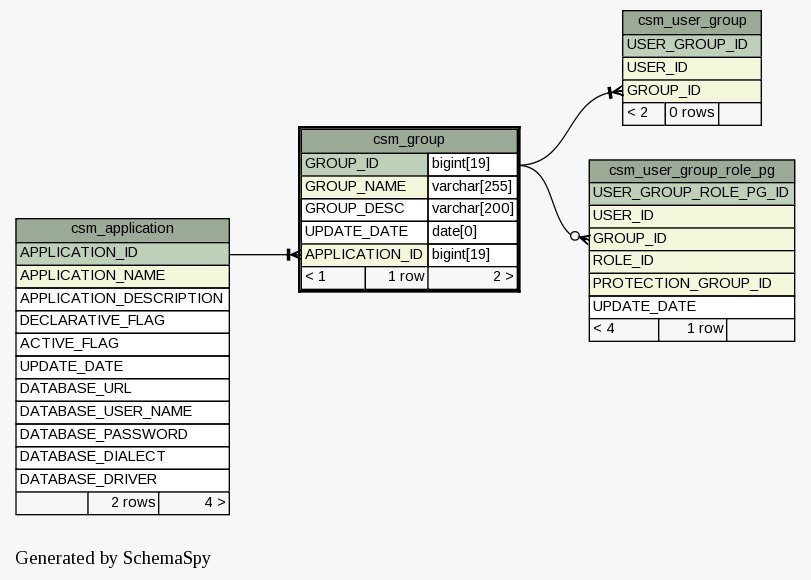 csm_user_group
USER_GROUP_ID
USER_ID
GROUP_ID
< 2 0 rows
csm_group
GROUP_ID bigint[19]
GROUP_NAME varchar[255]
GROUP_DESC varchar[200]
UPDATE_DATE date[0]
APPLICATION_ID bigint[19]
< 1 1 row 2 >
csm_user_group_role_pg
USER_GROUP_ROLE_PG_ID
USER_ID
GROUP_ID
ROLE_ID
PROTECTION_GROUP_ID
UPDATE_DATE
< 4 1 row
csm_application
APPLICATION_ID
APPLICATION_NAME
APPLICATION_DESCRIPTION
DECLARATIVE_FLAG
ACTIVE_FLAG
UPDATE_DATE
DATABASE_URL
DATABASE_USER_NAME
DATABASE_PASSWORD
DATABASE_DIALECT
DATABASE_DRIVER
2 rows 4 >
Generated by SchemaSpy